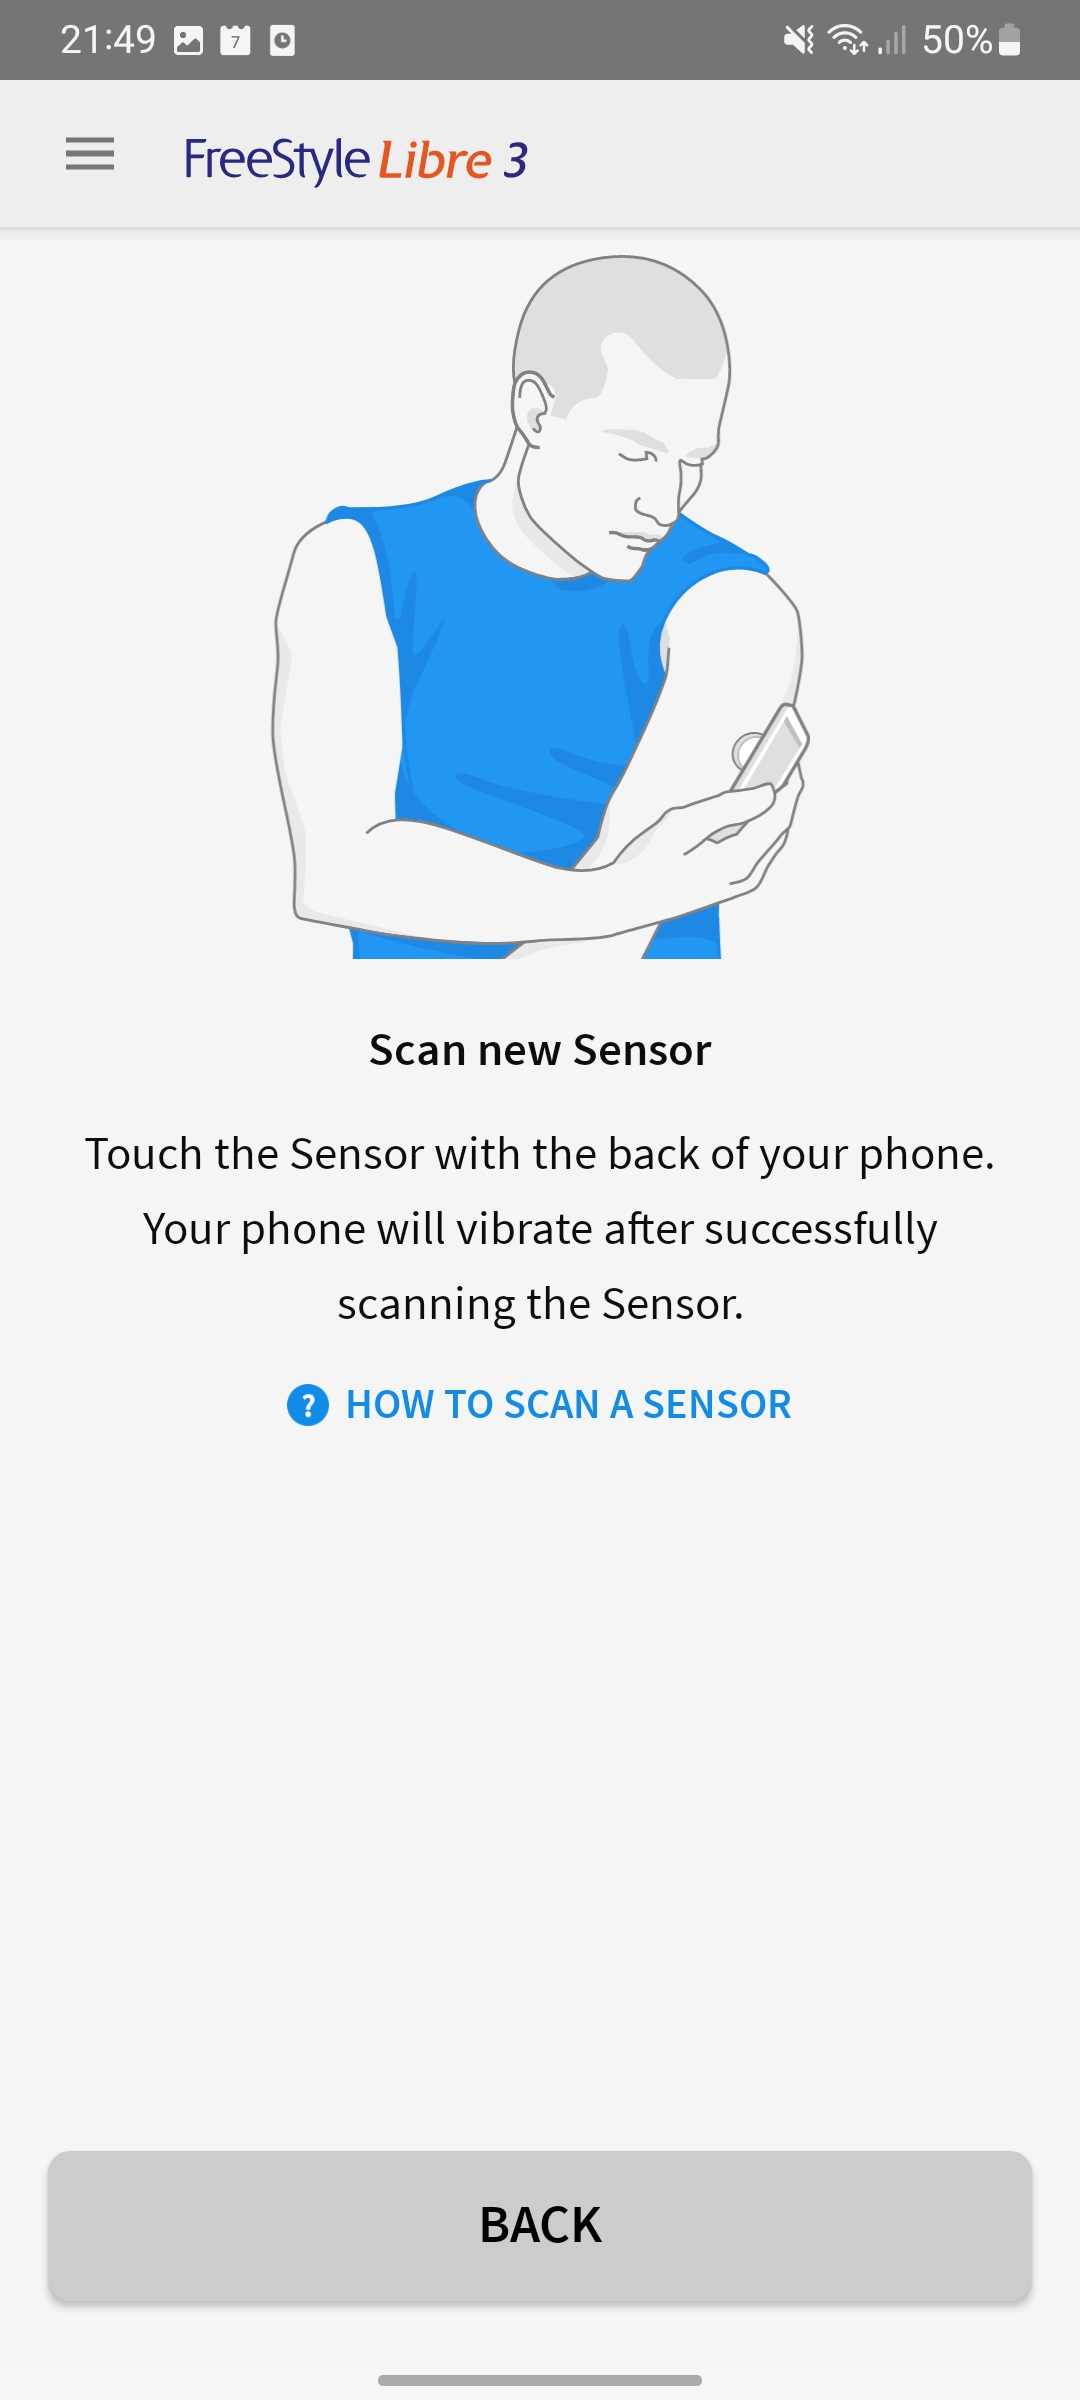 21:49 7 50%
FreeStyle Libre 3
Scan new Sensor
Touch the Sensor with the back of your phone.
Your phone will vibrate after successfully
scanning the Sensor.
? HOW TO SCAN A SENSOR
BACK